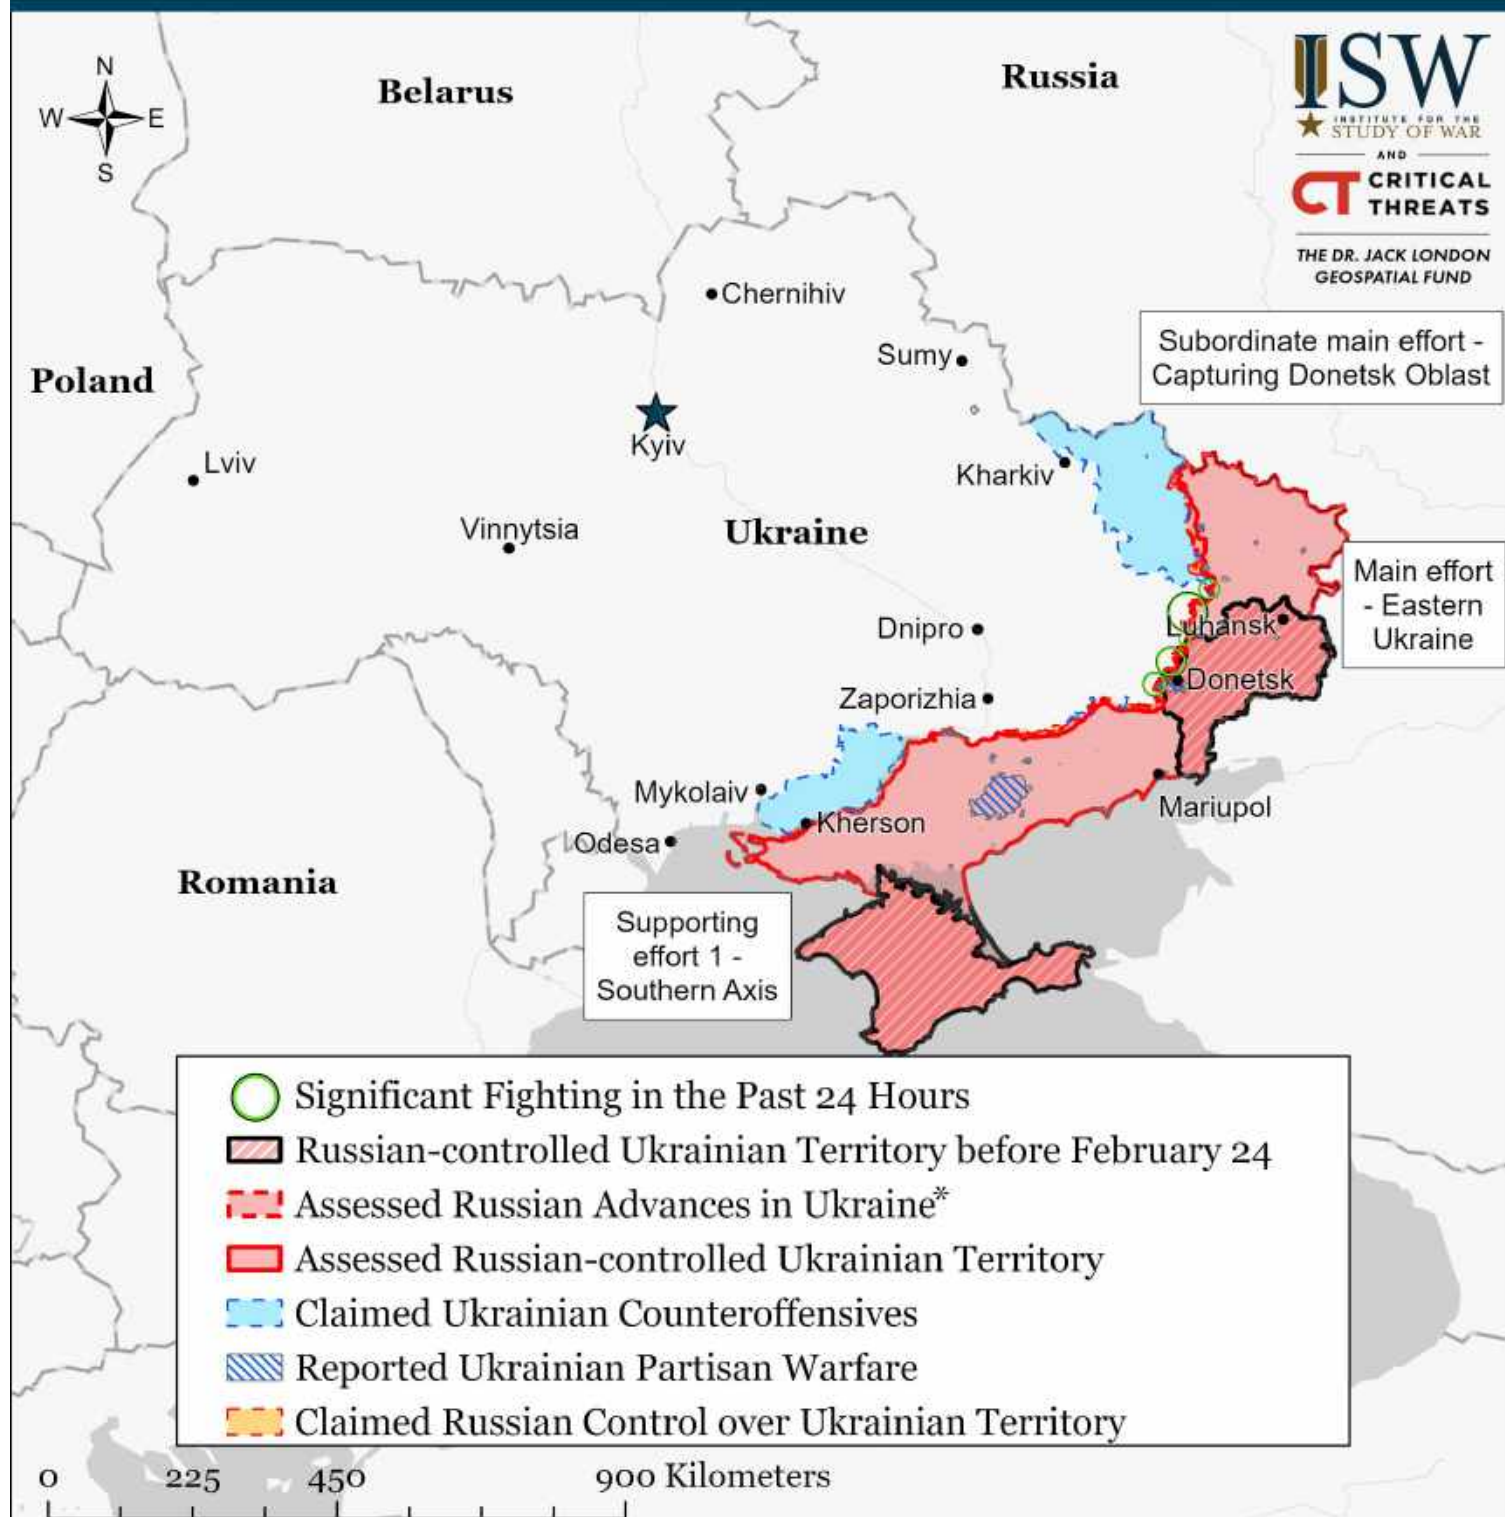 N
W E
S
Belarus
Russia
ISW
INSTITUTE FOR THE
STUDY OF WAR
AND
CT CRITICAL
THREATS
THE DR. JACK LONDON
GEOSPATIAL FUND
Chernihiv
Subordinate main effort -
Capturing Donetsk Oblast
Sumy
Poland
Kyiv
Lviv
Kharkiv
Vinnytsia
Ukraine
Main effort
- Eastern
Ukraine
Dnipro
Luhansk
Donetsk
Zaporizhia
Mykolaiv
Mariupol
Kherson
Odesa
Romania
Supporting
effort 1 -
Southern Axis
Significant Fighting in the Past 24 Hours
Russian-controlled Ukrainian Territory before February 24
Assessed Russian Advances in Ukraine*
Assessed Russian-controlled Ukrainian Territory
Claimed Ukrainian Counteroffensives
Reported Ukrainian Partisan Warfare
Claimed Russian Control over Ukrainian Territory
0 225 450 900 Kilometers